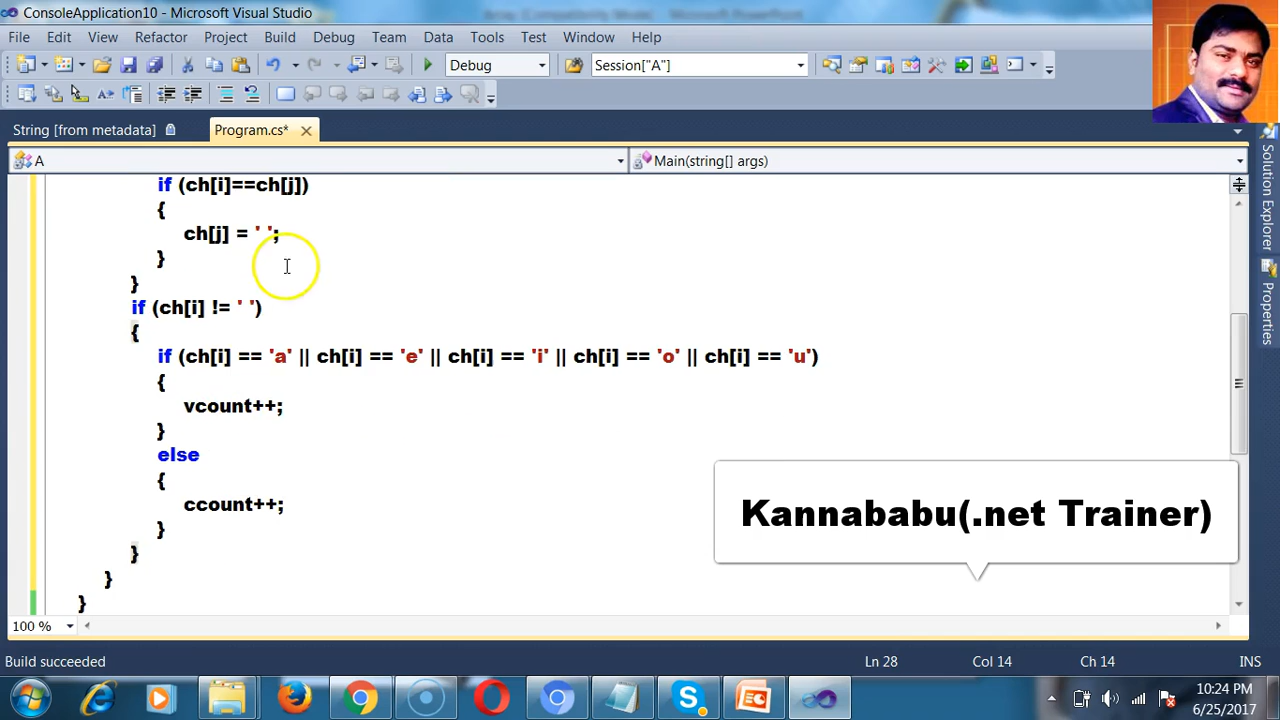 ConsoleApplication10 - Microsoft Visual Studio
File Edit View Refactor Project Build Debug Team Data Tools Test Window Help
Debug Session["A"]
String [from metadata] Program.cs*
A Main(string[] args)
if (ch[i]==ch[j])
{
ch[j] = ' ';
}
}
if (ch[i] != ' ')
{
if (ch[i] == 'a' || ch[i] == 'e' || ch[i] == 'i' || ch[i] == 'o' || ch[i] == 'u')
{
vcount++;
}
else
{
ccount++;
}
}
}
}
Kannababu(.net Trainer)
Solution Explorer
Properties
100 %
Build succeeded Ln 28 Col 14 Ch 14 INS
10:24 PM
6/25/2017